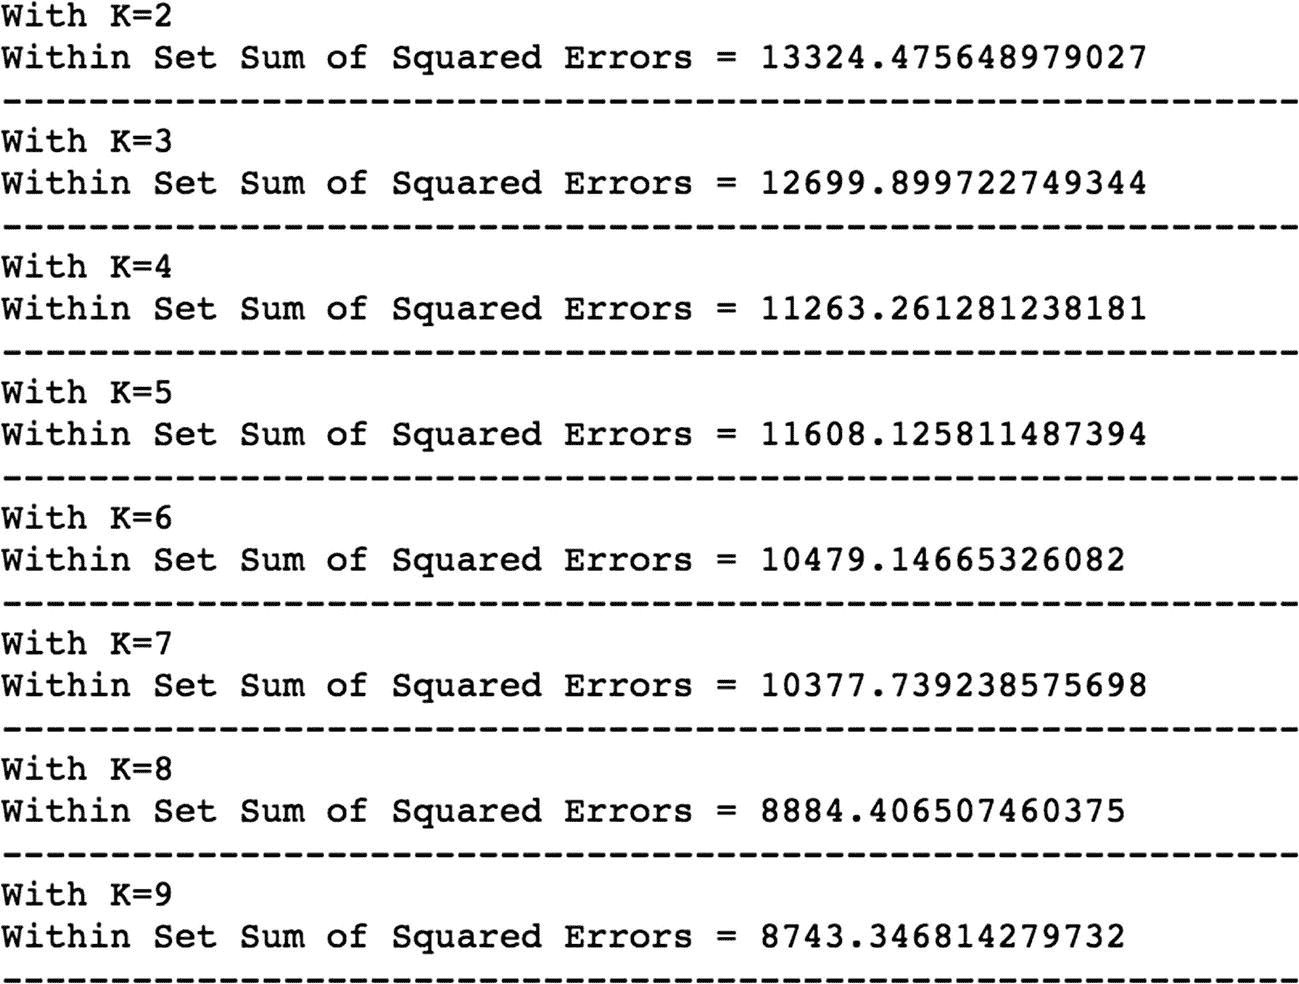 With K=2
Within Set Sum of Squared Errors = 13324.475648979027
------------------------------------------------------------
With K=3
Within Set Sum of Squared Errors = 12699.899722749344
------------------------------------------------------------
With K=4
Within Set Sum of Squared Errors = 11263.261281238181
------------------------------------------------------------
With K=5
Within Set Sum of Squared Errors = 11608.125811487394
------------------------------------------------------------
With K=6
Within Set Sum of Squared Errors = 10479.14665326082
------------------------------------------------------------
With K=7
Within Set Sum of Squared Errors = 10377.739238575698
------------------------------------------------------------
With K=8
Within Set Sum of Squared Errors = 8884.406507460375
------------------------------------------------------------
With K=9
Within Set Sum of Squared Errors = 8743.346814279732
------------------------------------------------------------